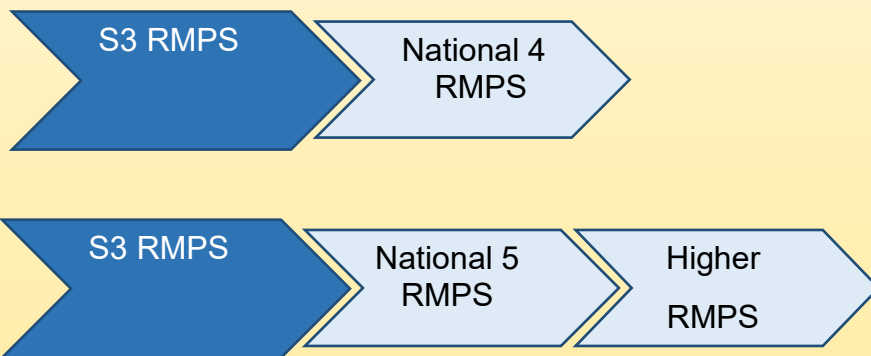 S3 RMPS
National 4
RMPS
S3 RMPS
National 5
RMPS
Higher
RMPS